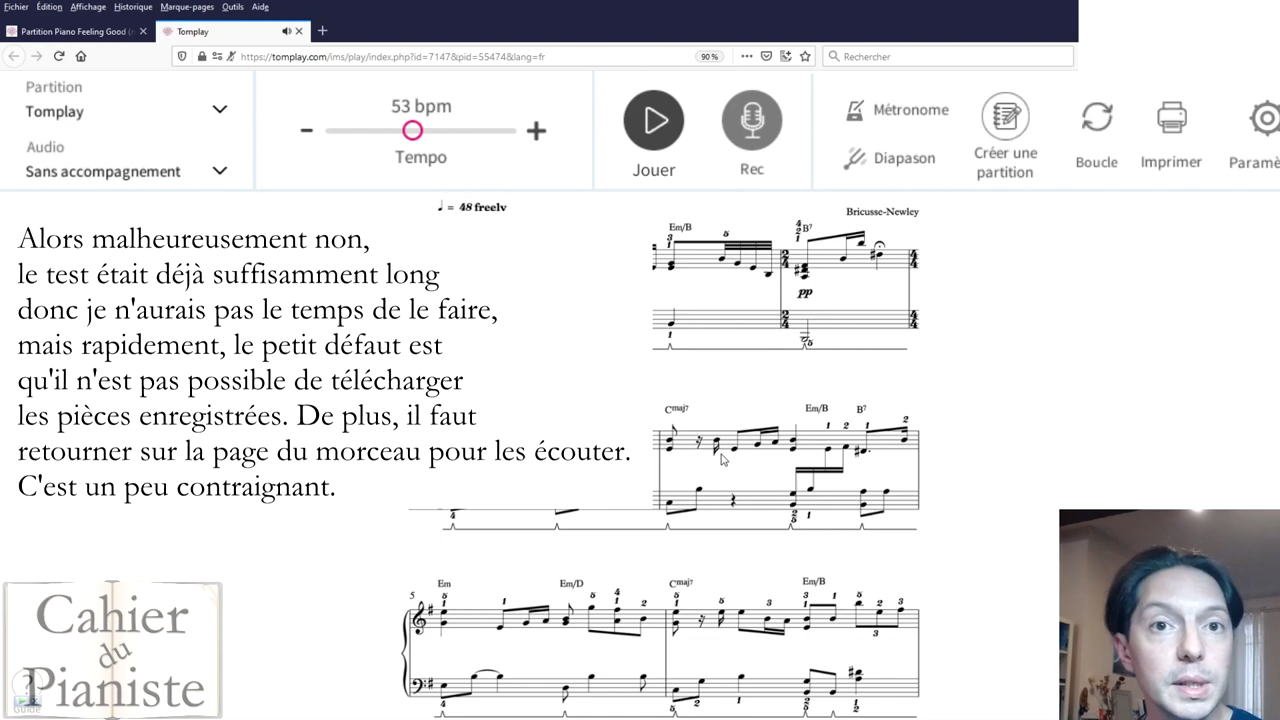 Fichier Édition Affichage Historique Marque-pages Outils Aide
Partition Piano Feeling Good (n
Tomplay
https://tomplay.com/ims/play/index.php?id=7147&pid=55474&lang=fr
90 %
Rechercher
Partition
Tomplay
Audio
Sans accompagnement
53 bpm
Tempo
Jouer
Rec
Métronome
Diapason
Créer une
partition
Boucle
Imprimer
Paramè
= 48 freelv
Bricusse-Newley
Alors malheureusement non,
le test était déjà suffisamment long
donc je n'aurais pas le temps de le faire,
mais rapidement, le petit défaut est
qu'il n'est pas possible de télécharger
les pièces enregistrées. De plus, il faut
retourner sur la page du morceau pour les écouter.
C'est un peu contraignant.
Em/B B7
pp
Cmaj7 Em/B B7
Em Em/D Cmaj7 Em/B
Cahier
du
Pianiste
Guide